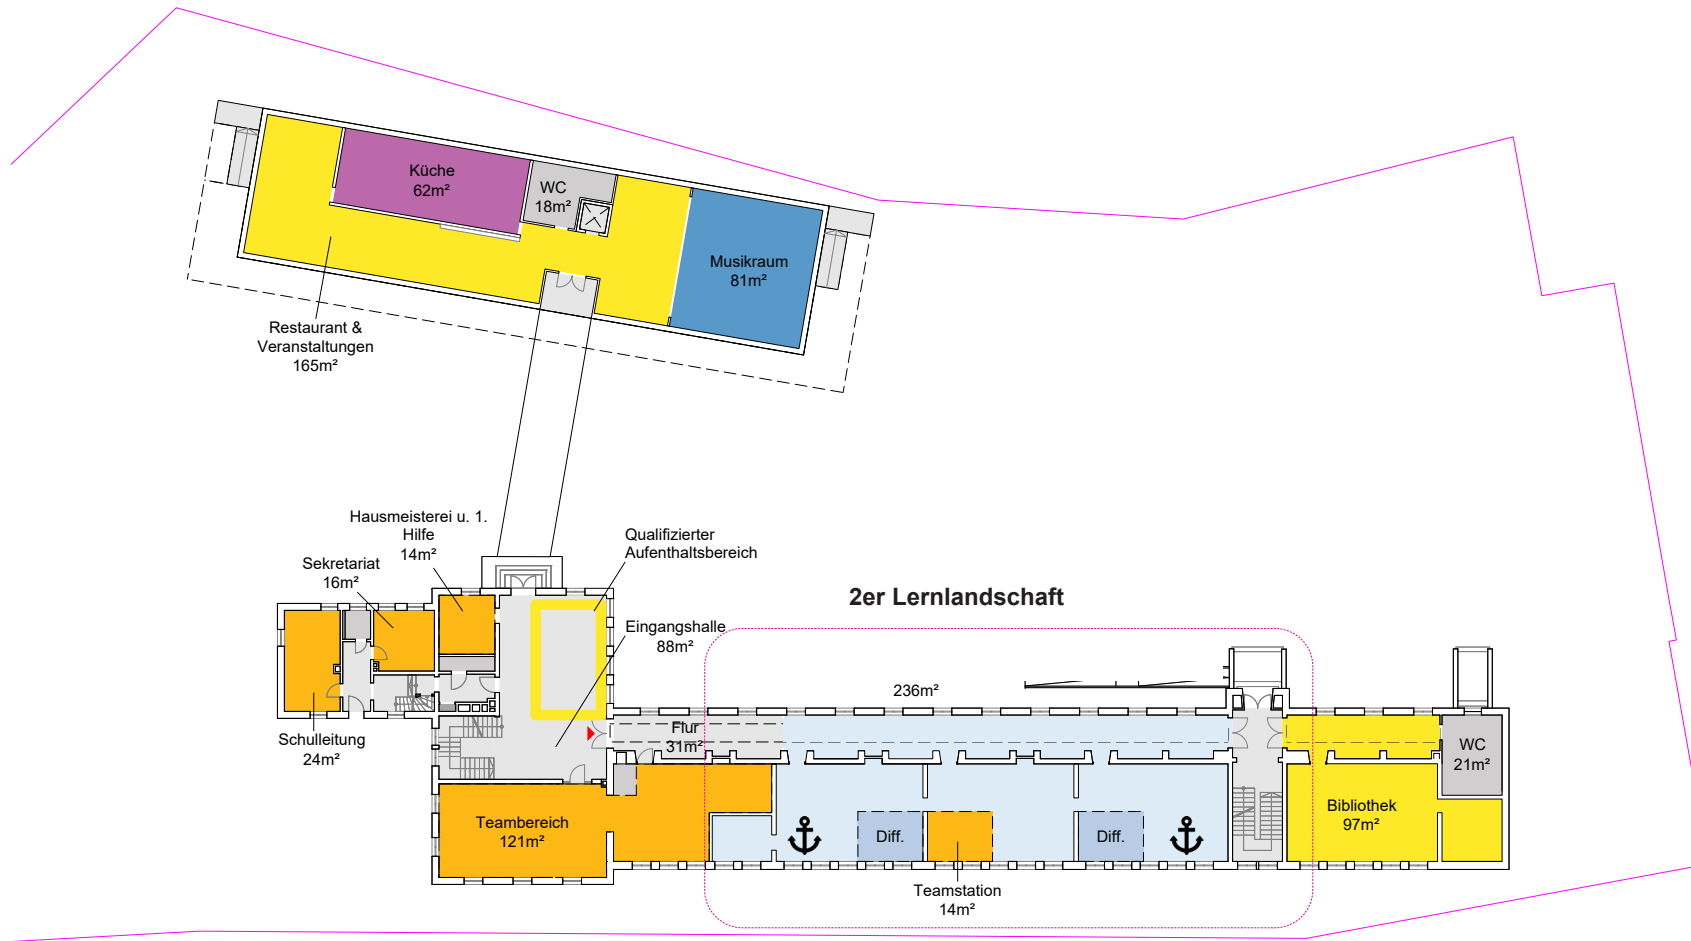 Küche
62m²
WC
18m²
Musikraum
81m²
Restaurant &
Veranstaltungen
165m²
Hausmeisterei u. 1.
Hilfe
14m²
Qualifizierter
Aufenthaltsbereich
Sekretariat
16m²
2er Lernlandschaft
Eingangshalle
88m²
236m²
Schulleitung
24m²
Flur
31m²
WC
21m²
Teambereich
121m²
Diff.
Diff.
Bibliothek
97m²
Teamstation
14m²